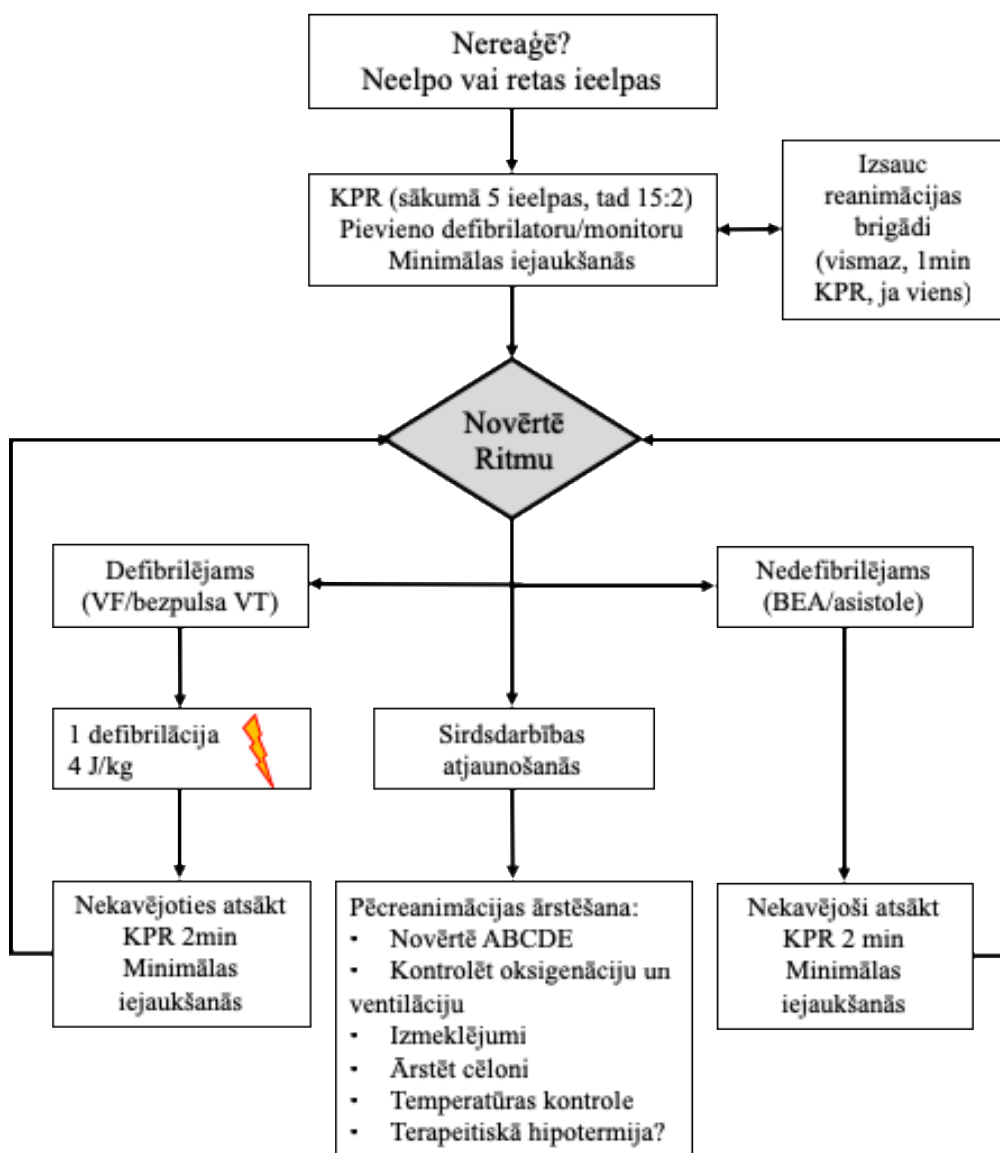 Nereaģē?
Neelpo vai retas ieelpas
KPR (sākumā 5 ieelpas, tad 15:2)
Pievieno defibrilatoru/monitoru
Minimālas iejaukšanās
Izsauc
reanimācijas
brigādi
(vismaz, 1min
KPR, ja viens)
Novērtē
Ritmu
Defibrilējams
(VF/bezpulsa VT)
Nedefibrilējams
(BEA/asistole)
1 defibrilācija
4 J/kg
Sirdsdarbības
atjaunošanās
Nekavējoties atsākt
KPR 2min
Minimālas
iejaukšanās
Pēcreanimācijas ārstēšana:
▪ Novērtē ABCDE
▪ Kontrolēt oksigenāciju un
ventilāciju
▪ Izmeklējumi
▪ Ārstēt cēloni
▪ Temperatūras kontrole
▪ Terapeitiskā hipotermija?
Nekavējoši atsākt
KPR 2 min
Minimālas
iejaukšanās